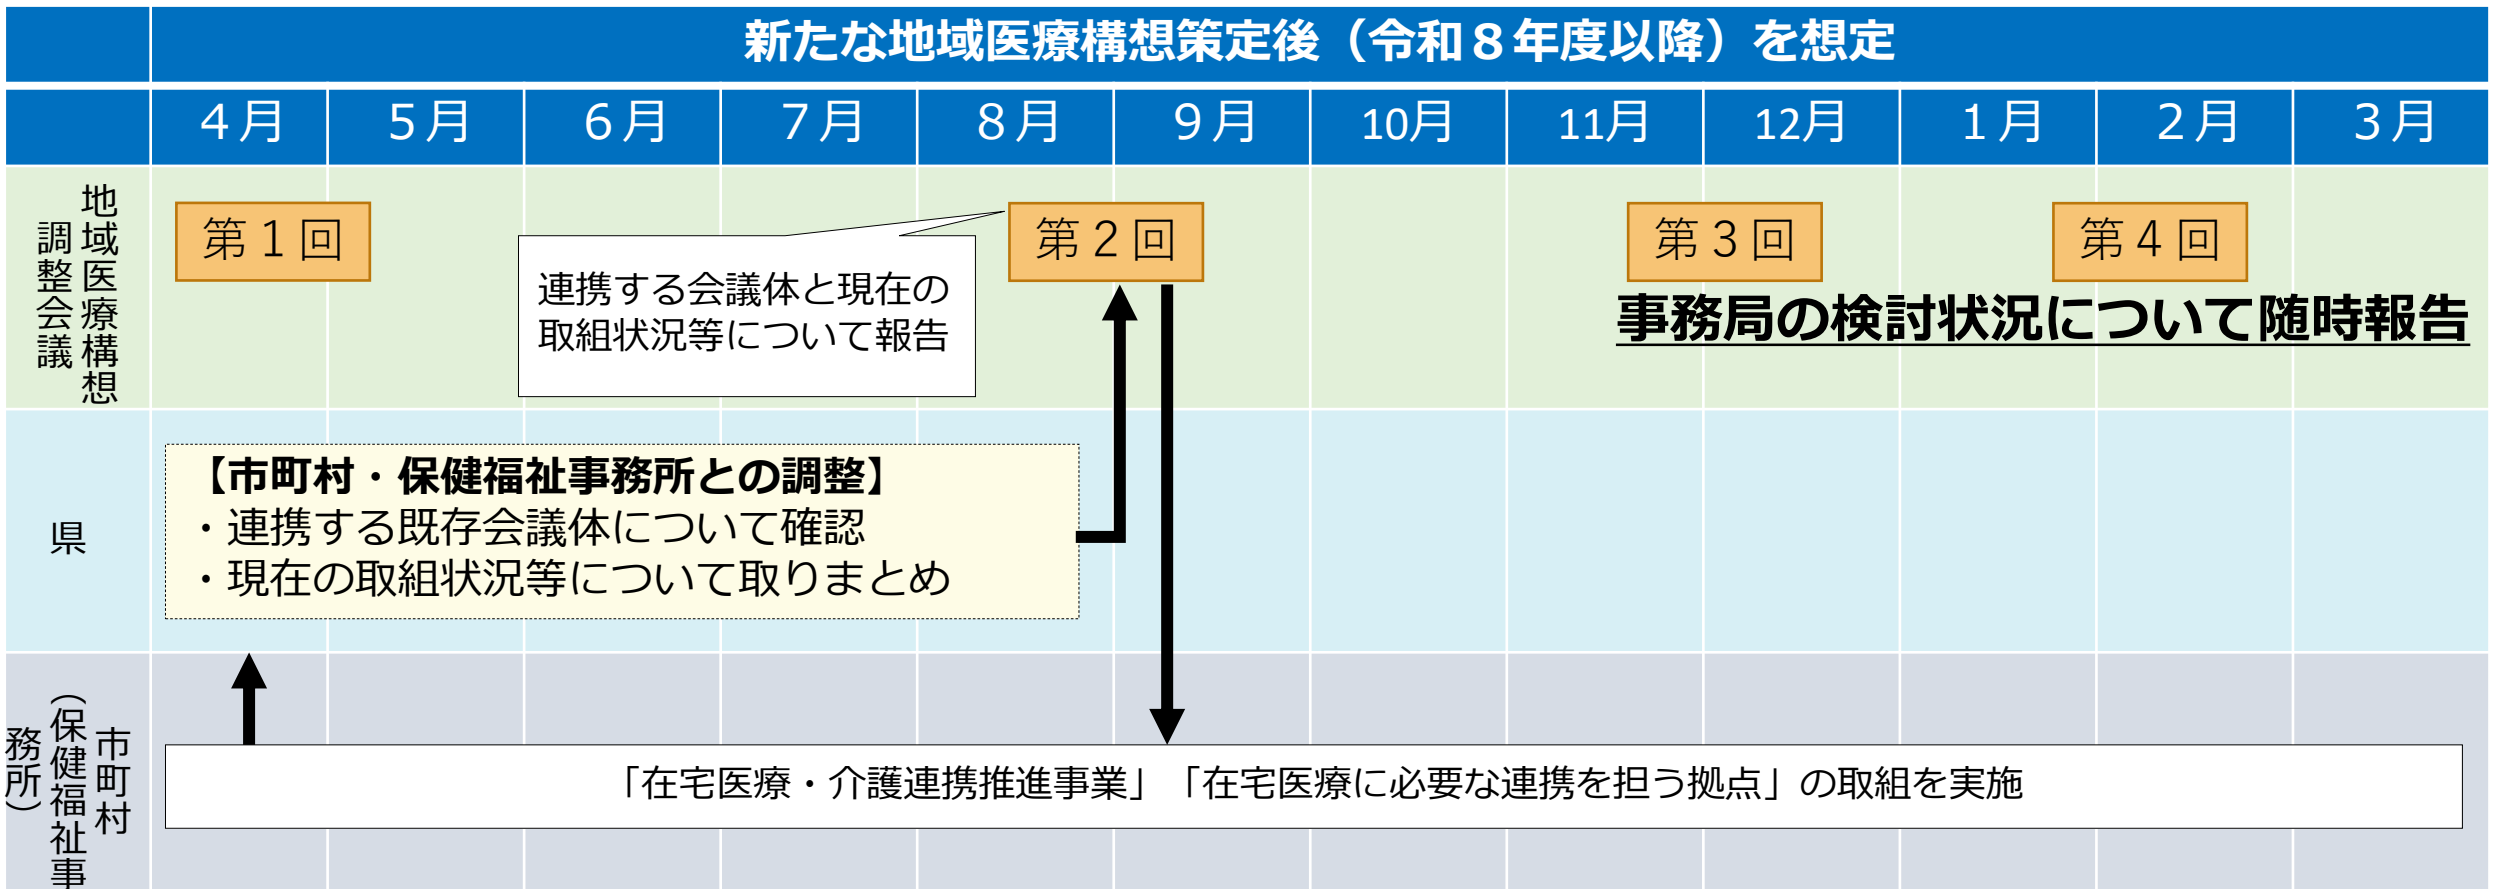 新たな地域医療構想策定後（令和８年度以降）を想定
４月 ５月 ６月 ７月 ８月 ９月 10月 11月 12月 １月 ２月 ３月
地域医療構想
調整会議
第１回
第２回
第３回
第４回
連携する会議体と現在の
取組状況等について報告
事務局の検討状況について随時報告
県
【市町村・保健福祉事務所との調整】
・連携する既存会議体について確認
・現在の取組状況等について取りまとめ
市町村
（保健福祉事
務所）
「在宅医療・介護連携推進事業」「在宅医療に必要な連携を担う拠点」の取組を実施